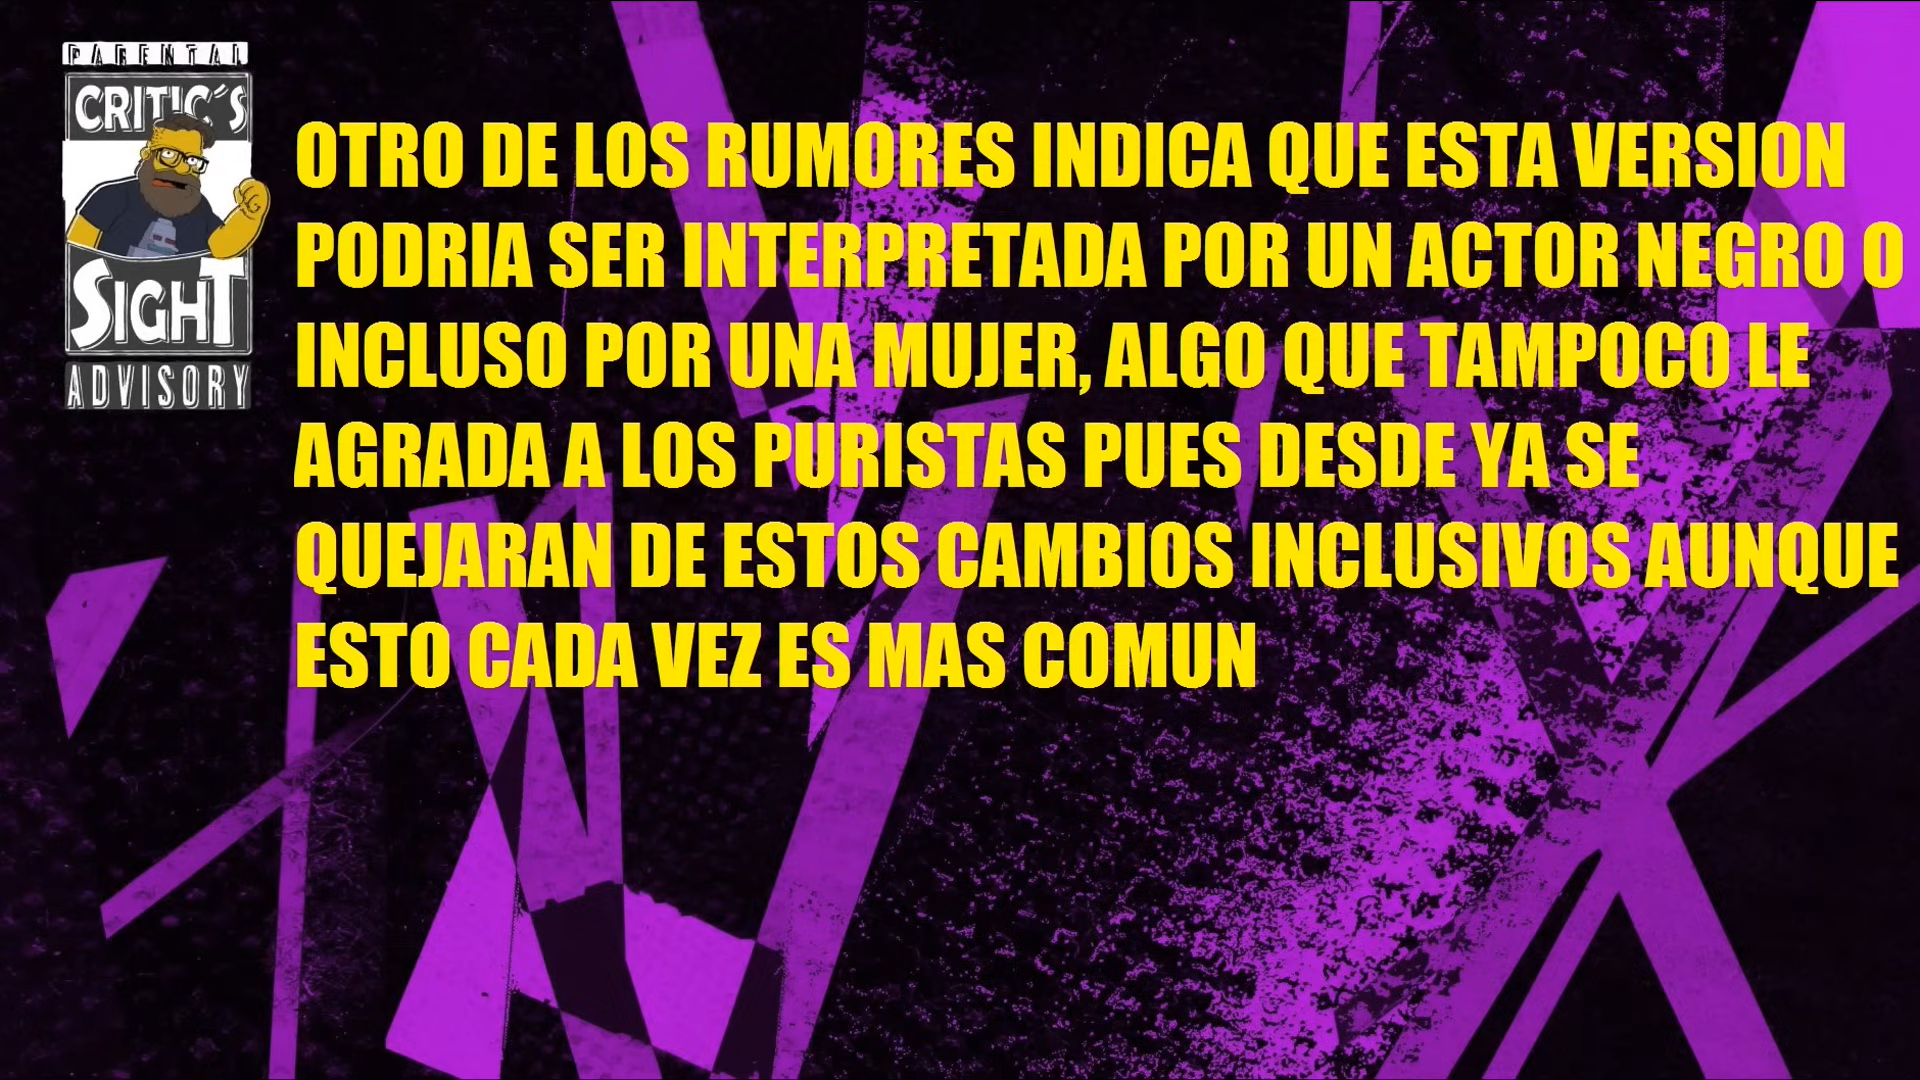 PARENTAL
CRITIC´S
SIGHT
ADVISORY
OTRO DE LOS RUMORES INDICA QUE ESTA VERSION
PODRIA SER INTERPRETADA POR UN ACTOR NEGRO O
INCLUSO POR UNA MUJER, ALGO QUE TAMPOCO LE
AGRADA A LOS PURISTAS PUES DESDE YA SE
QUEJARAN DE ESTOS CAMBIOS INCLUSIVOS AUNQUE
ESTO CADA VEZ ES MAS COMUN